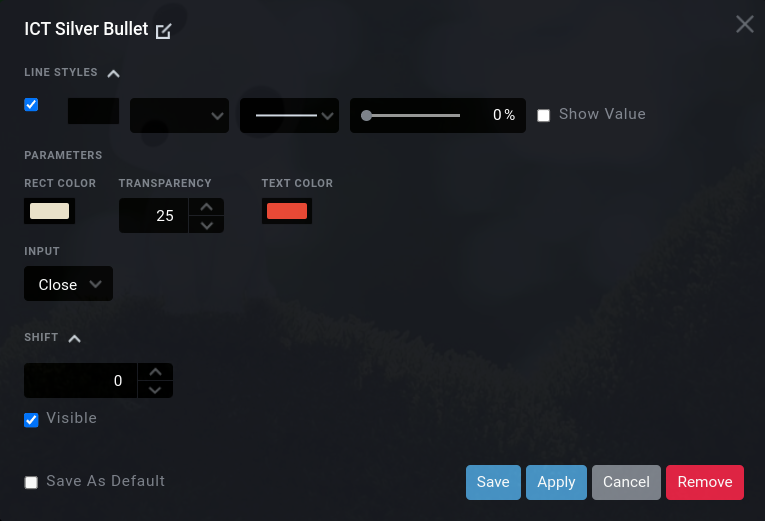 ICT Silver Bullet
LINE STYLES
0 %
Show Value
PARAMETERS
RECT COLOR TRANSPARENCY TEXT COLOR
25
INPUT
Close
SHIFT
0
Visible
Save As Default Save Apply Cancel Remove